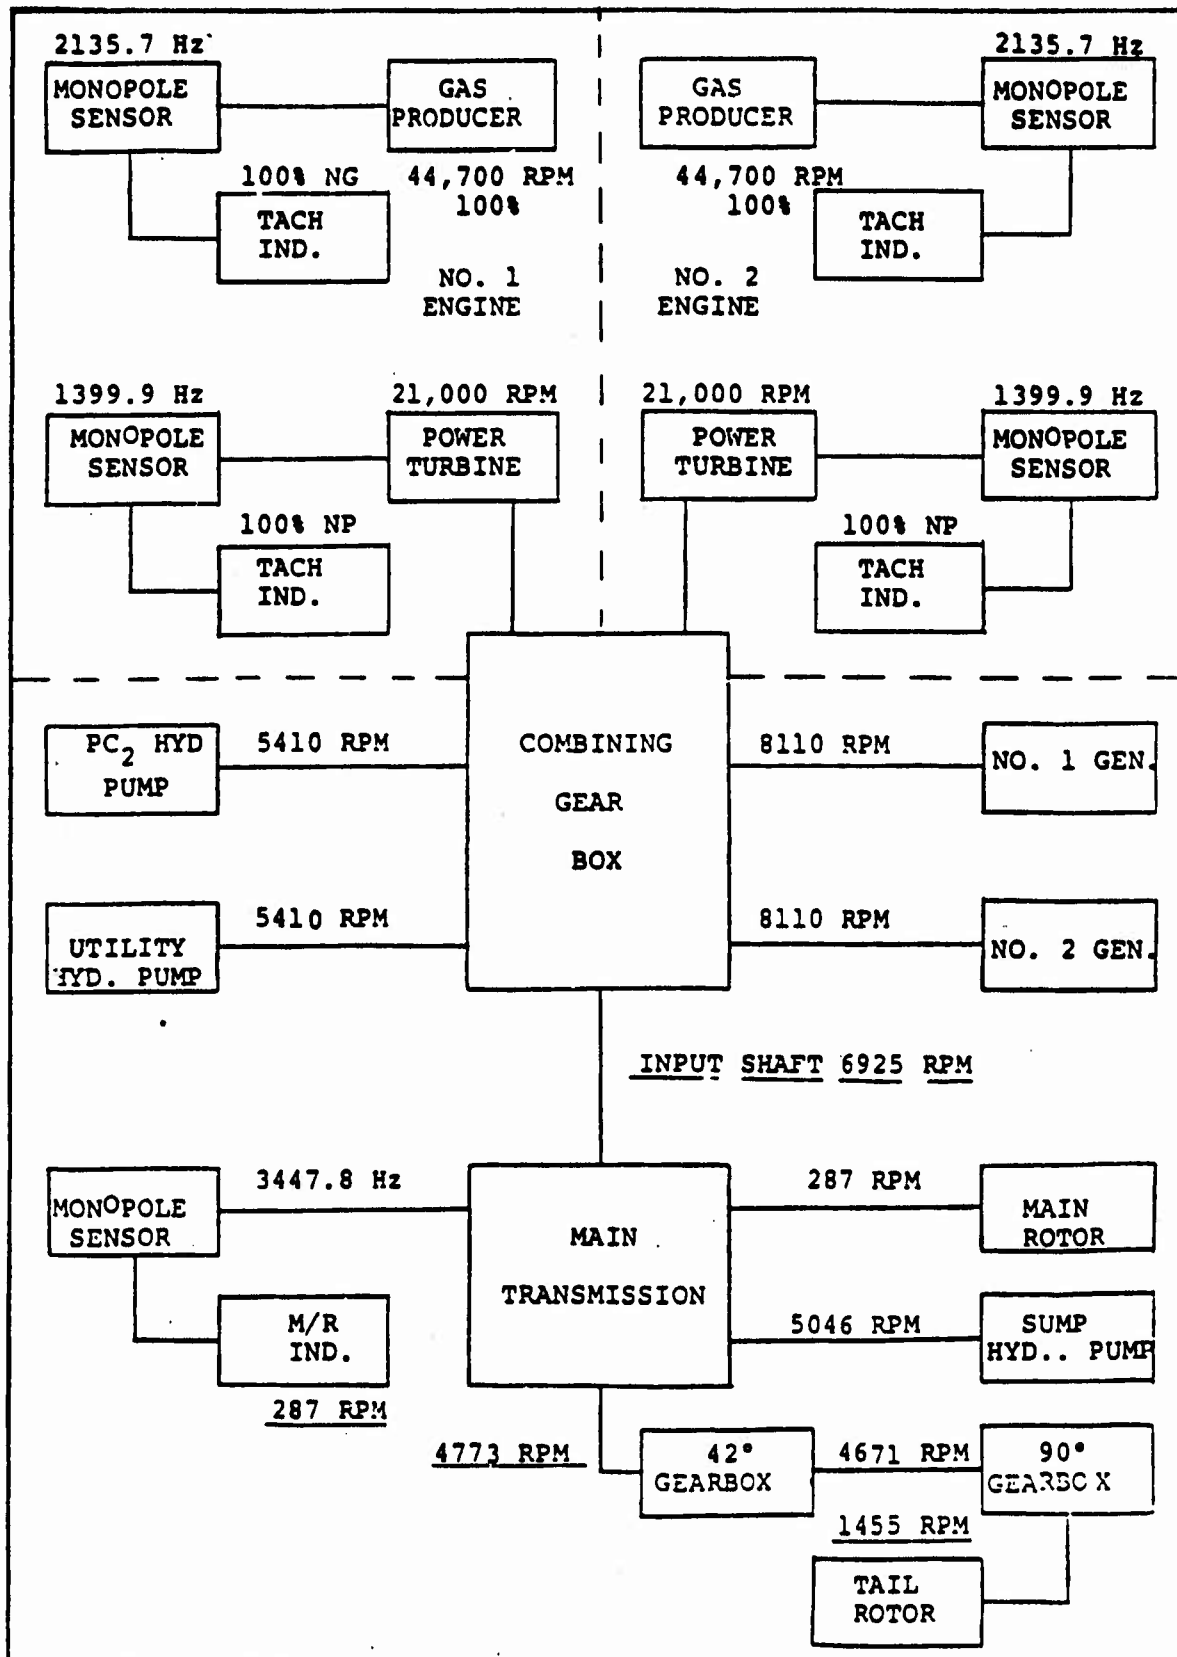 2135.7 Hz
MONOPOLE
SENSOR
GAS
PRODUCER
100% NG
44,700 RPM
100%
TACH
IND.
NO. 1
ENGINE
2135.7 Hz
GAS
PRODUCER
MONOPOLE
SENSOR
44,700 RPM
100%
TACH
IND.
NO. 2
ENGINE
1399.9 Hz
21,000 RPM
MONOPOLE
SENSOR
POWER
TURBINE
100% NP
TACH
IND.
21,000 RPM
1399.9 Hz
POWER
TURBINE
MONOPOLE
SENSOR
100% NP
TACH
IND.
PC2 HYD
PUMP
5410 RPM
COMBINING
GEAR
BOX
8110 RPM
NO. 1 GEN.
UTILITY
HYD. PUMP
5410 RPM
8110 RPM
NO. 2 GEN.
INPUT SHAFT 6925 RPM
MONOPOLE
SENSOR
3447.8 Hz
MAIN
TRANSMISSION
287 RPM
MAIN
ROTOR
M/R
IND.
287 RPM
5046 RPM
SUMP
HYD.. PUMP
4773 RPM
42°
GEARBOX
4671 RPM
90°
GEARBOX
1455 RPM
TAIL
ROTOR